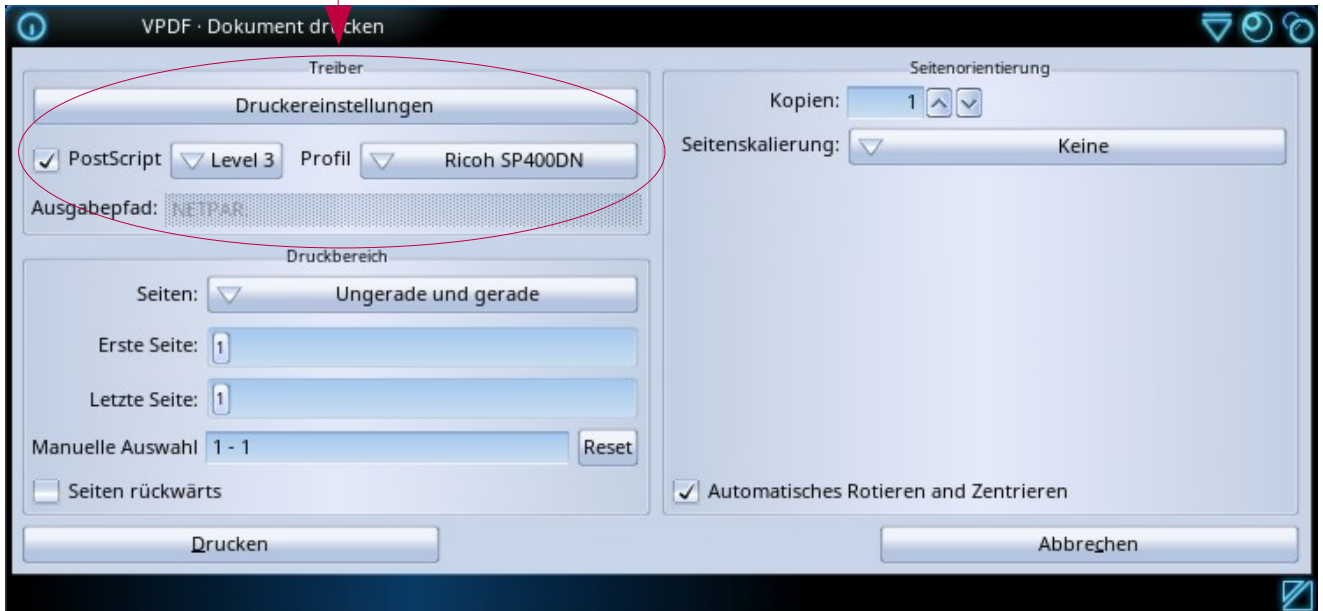 VPDF · Dokument drucken
Treiber
Druckereinstellungen
PostScript Level 3 Profil Ricoh SP400DN
Ausgabepfad: NETPAR:
Druckbereich
Seiten: Ungerade und gerade
Erste Seite: 1
Letzte Seite: 1
Manuelle Auswahl 1 - 1 Reset
Seiten rückwärts
Drucken
Seitenorientierung
Kopien: 1
Seitenskalierung: Keine
Automatisches Rotieren and Zentrieren
Abbrechen